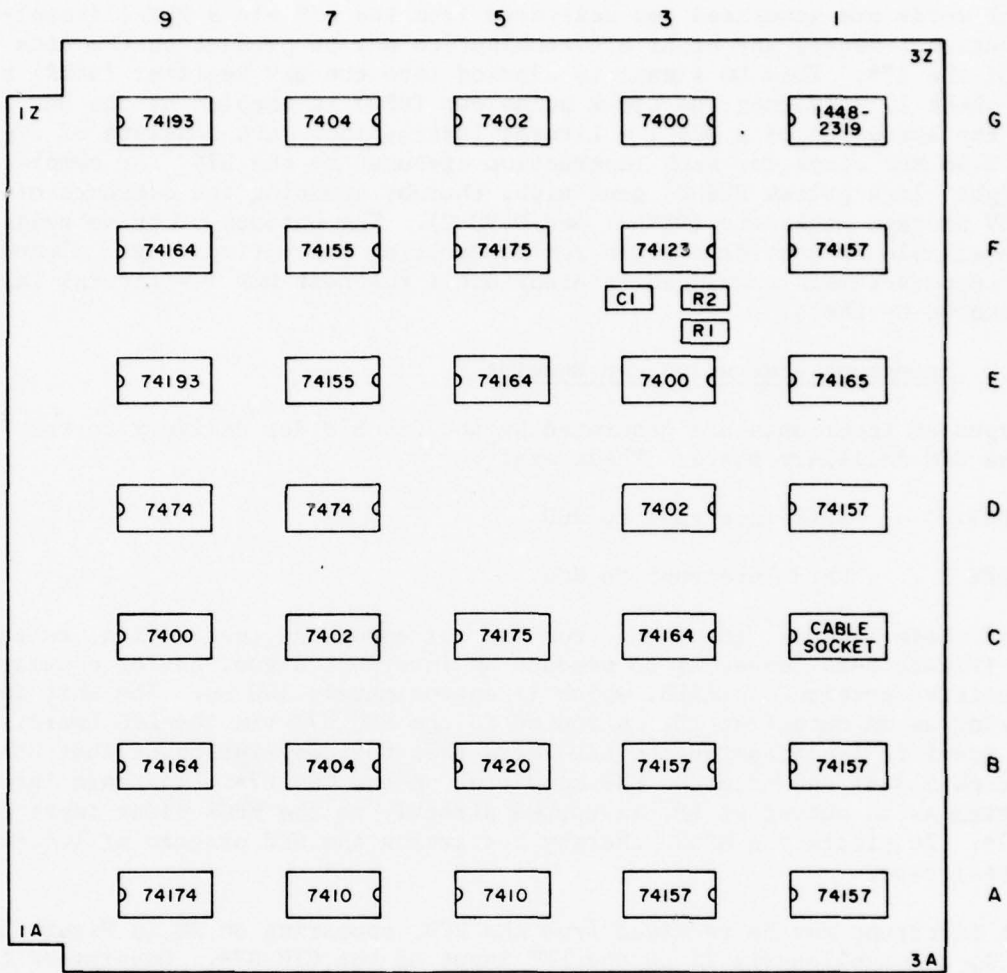 9 7 5 3 1
3Z
1Z
74193 7404 7402 7400 1448-
2319 G
74164 74155 74175 74123 74157 F
C1 R2
R1
74193 74155 74164 7400 74165 E
7474 7474 7402 74157 D
7400 7402 74175 74164 CABLE
SOCKET C
74164 7404 7420 74157 74157 B
74174 7410 7410 74157 74157 A
1A
3A